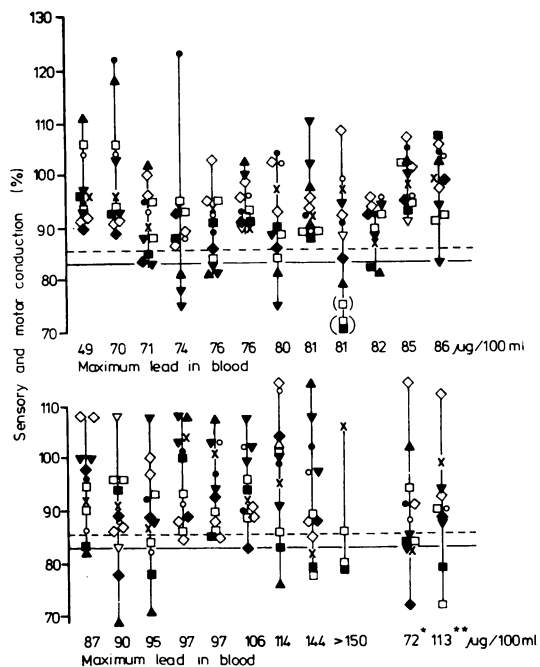 Sensory and motor conduction (%)
130
120
110
100
90
80
70
49 70 71 74 76 76 80 81 81 82 85 86 µg/100 ml
Maximum lead in blood
110
100
90
80
70
87 90 95 97 97 106 114 144 >150 72* 113** µg/100ml
Maximum lead in blood